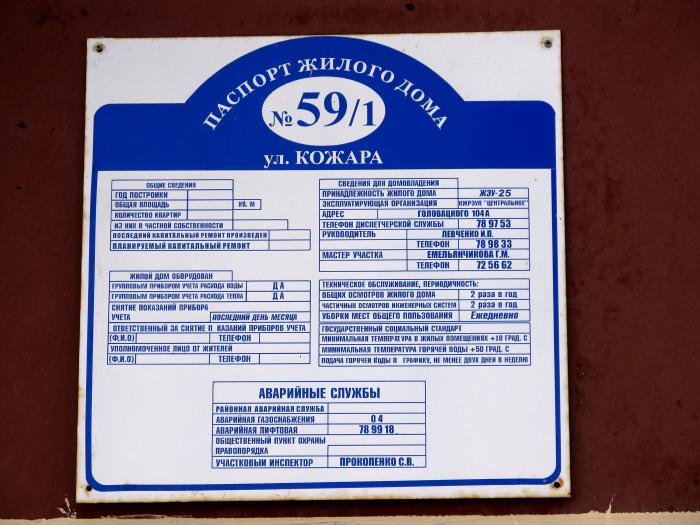 ПАСПОРТ ЖИЛОГО ДОМА
№ 59/1
ул. КОЖАРА
ОБЩИЕ СВЕДЕНИЯ
ГОД ПОСТРОЙКИ
ОБЩАЯ ПЛОЩАДЬ КВ. М
КОЛИЧЕСТВО КВАРТИР
ИЗ НИХ В ЧАСТНОЙ СОБСТВЕННОСТИ
ПОСЛЕДНИЙ КАПИТАЛЬНЫЙ РЕМОНТ ПРОИЗВЕДЕН
ПЛАНИРУЕМЫЙ КАПИТАЛЬНЫЙ РЕМОНТ
СВЕДЕНИЯ ДЛЯ ДОМОВЛАДЕНИЯ
ПРИНАДЛЕЖНОСТЬ ЖИЛОГО ДОМА ЖЭУ-25
ЭКСПЛУАТИРУЮЩАЯ ОРГАНИЗАЦИЯ КЖРЭУП "ЦЕНТРАЛЬНОЕ"
АДРЕС ГОЛОВАЦКОГО 104А
ТЕЛЕФОН ДИСПЕТЧЕРСКОЙ СЛУЖБЫ 78 97 53
РУКОВОДИТЕЛЬ ЛЕВЧЕНКО И.П.
ТЕЛЕФОН 78 98 33
МАСТЕР УЧАСТКА ЕМЕЛЬЯНЧИКОВА Г.М.
ТЕЛЕФОН 72 56 62
ЖИЛОЙ ДОМ ОБОРУДОВАН
ГРУППОВЫМ ПРИБОРОМ УЧЕТА РАСХОДА ВОДЫ ДА
ГРУППОВЫМ ПРИБОРОМ УЧЕТА РАСХОДА ТЕПЛА ДА
СНЯТИЕ ПОКАЗАНИЙ ПРИБОРА
УЧЕТА ПОСЛЕДНИЙ ДЕНЬ МЕСЯЦА
ОТВЕТСТВЕННЫЙ ЗА СНЯТИЕ П КАЗАНИЙ ПРИБОРОВ УЧЕТА
(Ф.И.О) ТЕЛЕФОН
УПОЛНОМОЧЕННОЕ ЛИЦО ОТ ЖИТЕЛЕЙ
(Ф.И.О) ТЕЛЕФОН
ТЕХНИЧЕСКОЕ ОБСЛУЖИВАНИЕ, ПЕРИОДИЧНОСТЬ:
ОБЩИХ ОСМОТРОВ ЖИЛОГО ДОМА 2 раза в год
ЧАСТИЧНЫХ ОСМОТРОВ ИНЖЕНЕРНЫХ СИСТЕМ 2 раза в год
УБОРКИ МЕСТ ОБЩЕГО ПОЛЬЗОВАНИЯ Ежедневно
ГОСУДАРСТВЕННЫЙ СОЦИАЛЬНЫЙ СТАНДАРТ
МИНИМАЛЬНАЯ ТЕМПЕРАТУРА В ЖИЛЫХ ПОМЕЩЕНИЯХ +18 ГРАД. С
МИНИМАЛЬНАЯ ТЕМПЕРАТУРА ГОРЯЧЕЙ ВОДЫ +50 ГРАД. С
ПОДАЧА ГОРЯЧЕЙ ВОДЫ П ГРАФИКУ, НЕ МЕНЕЕ ДВУХ ДНЕЙ В НЕДЕЛЮ
АВАРИЙНЫЕ СЛУЖБЫ
РАЙОННАЯ АВАРИЙНАЯ СЛУЖБА
АВАРИЙНАЯ ГАЗОСНАБЖЕНИЯ 04
АВАРИЙНАЯ ЛИФТОВАЯ 78 99 18
ОБЩЕСТВЕННЫЙ ПУНКТ ОХРАНЫ
ПРАВОПОРЯДКА
УЧАСТКОВЫЙ ИНСПЕКТОР ПРОКОПЕНКО С.В.